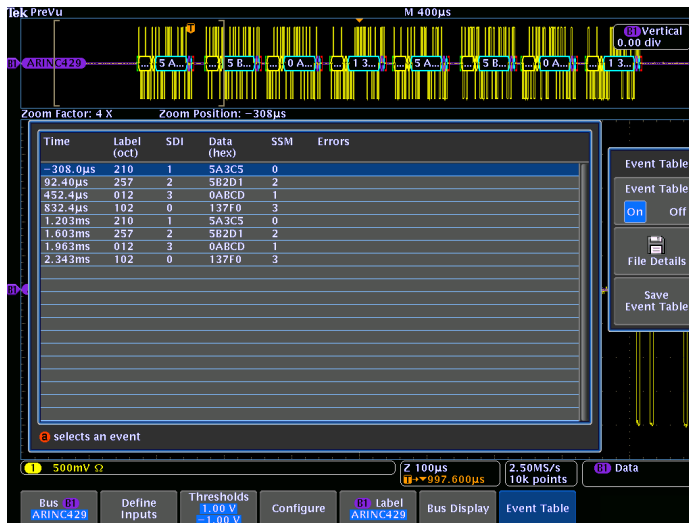 Tek PreVu M 400µs
B1 Vertical
0.00 div
B1 ARINC429 ... 5 A... ... 5 B... ... 0 A... ... 1 3... ... 5 A... ... 5 B... ... 0 A... ... 1 3...
Zoom Factor: 4 X Zoom Position: −308µs
Time Label (oct) SDI Data (hex) SSM Errors
−308.0µs 210 1 5A3C5 0
92.40µs 257 2 5B2D1 2
452.4µs 012 3 0ABCD 1
832.4µs 102 0 137F0 3
1.203ms 210 1 5A3C5 0
1.603ms 257 2 5B2D1 2
1.963ms 012 3 0ABCD 1
2.343ms 102 0 137F0 3
a selects an event
B1
Event Table
Event Table
On Off
File Details
Save
Event Table
1 500mV Ω
Z 100µs
T→▼997.600µs
2.50MS/s
10k points
B1 Data
Bus B1
ARINC429
Define
Inputs
Thresholds
1.00 V
−1.00 V
Configure
B1 Label
ARINC429
Bus Display
Event Table